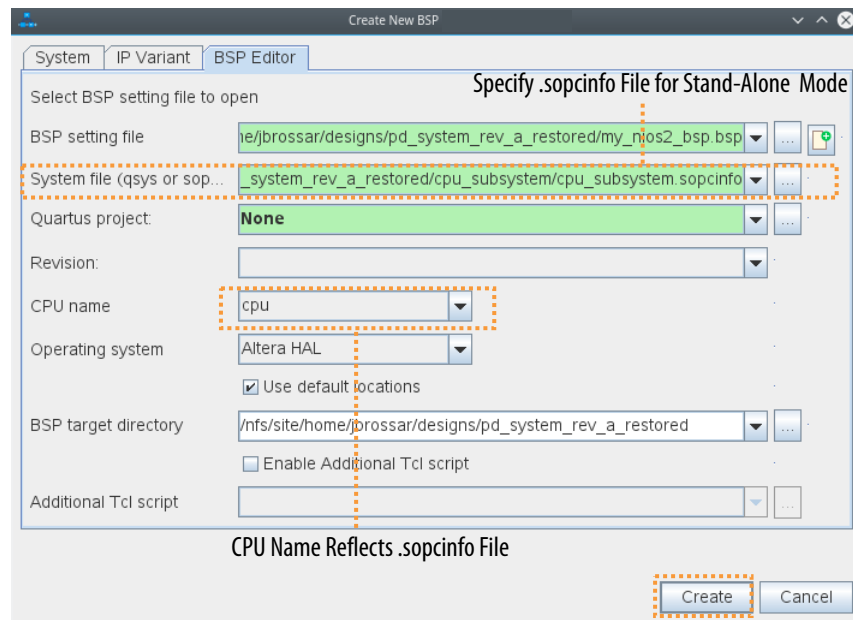 Create New BSP
System IP Variant BSP Editor
Specify .sopcinfo File for Stand-Alone Mode
Select BSP setting file to open
BSP setting file ne/jbrossar/designs/pd_system_rev_a_restored/my_nios2_bsp.bsp ...
System file (qsys or sop... _system_rev_a_restored/cpu_subsystem/cpu_subsystem.sopcinfo ...
Quartus project: None ...
Revision:
CPU name cpu
Operating system Altera HAL
Use default locations
BSP target directory /nfs/site/home/jbrossar/designs/pd_system_rev_a_restored ...
Enable Additional Tcl script
Additional Tcl script ...
CPU Name Reflects .sopcinfo File
Create Cancel